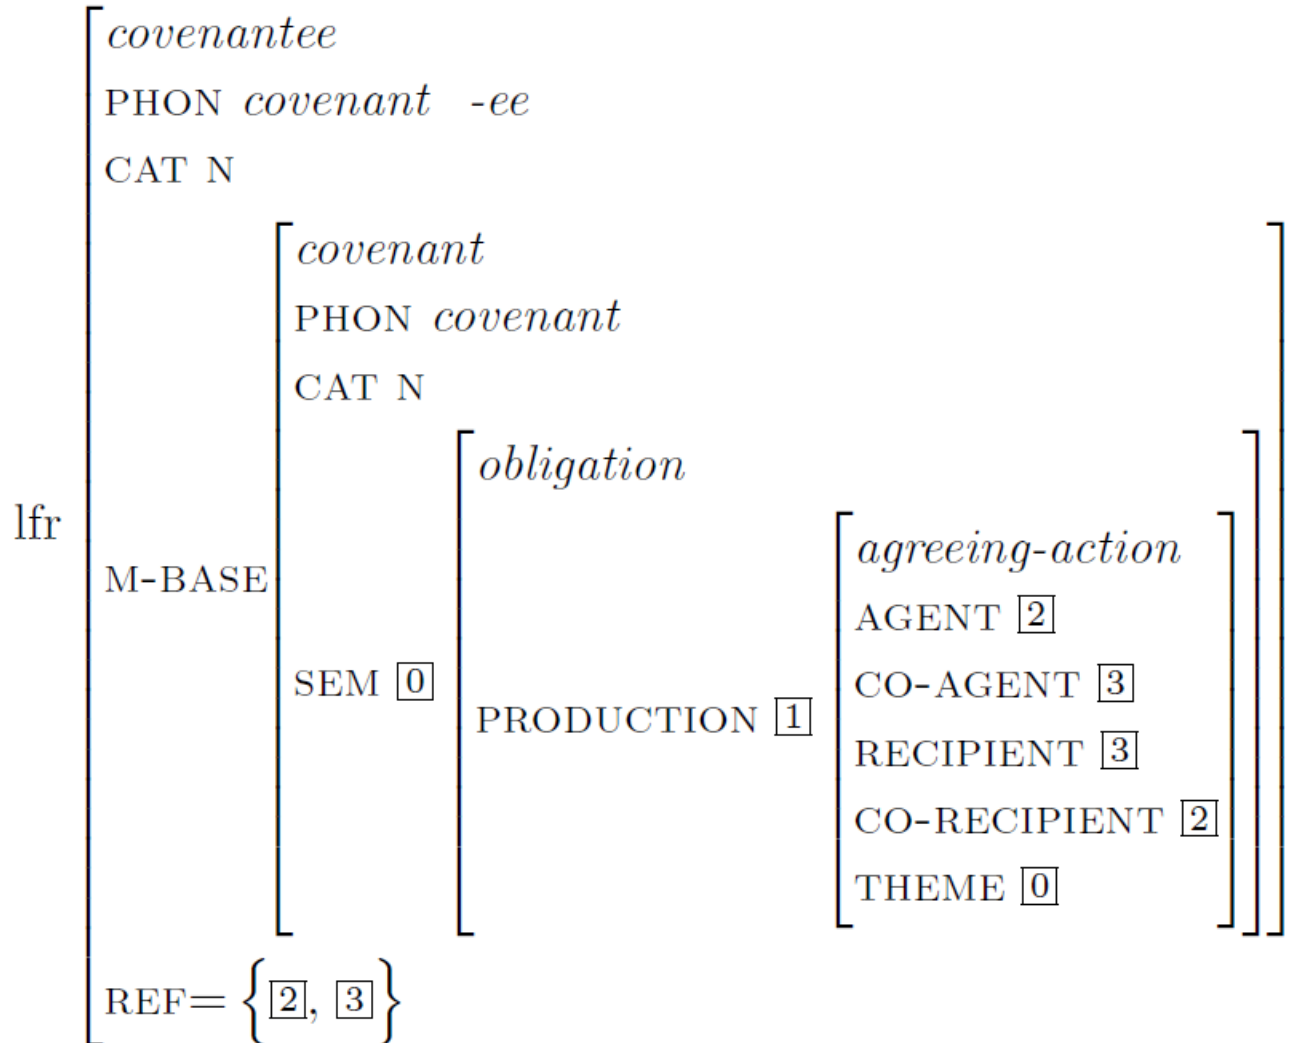 covenantee
PHON covenant -ee
CAT N
covenant
PHON covenant
CAT N
obligation
lfr
agreeing-action
M-BASE
AGENT 2
SEM 0
CO-AGENT 3
PRODUCTION 1
RECIPIENT 3
CO-RECIPIENT 2
THEME 0
REF= {2, 3}